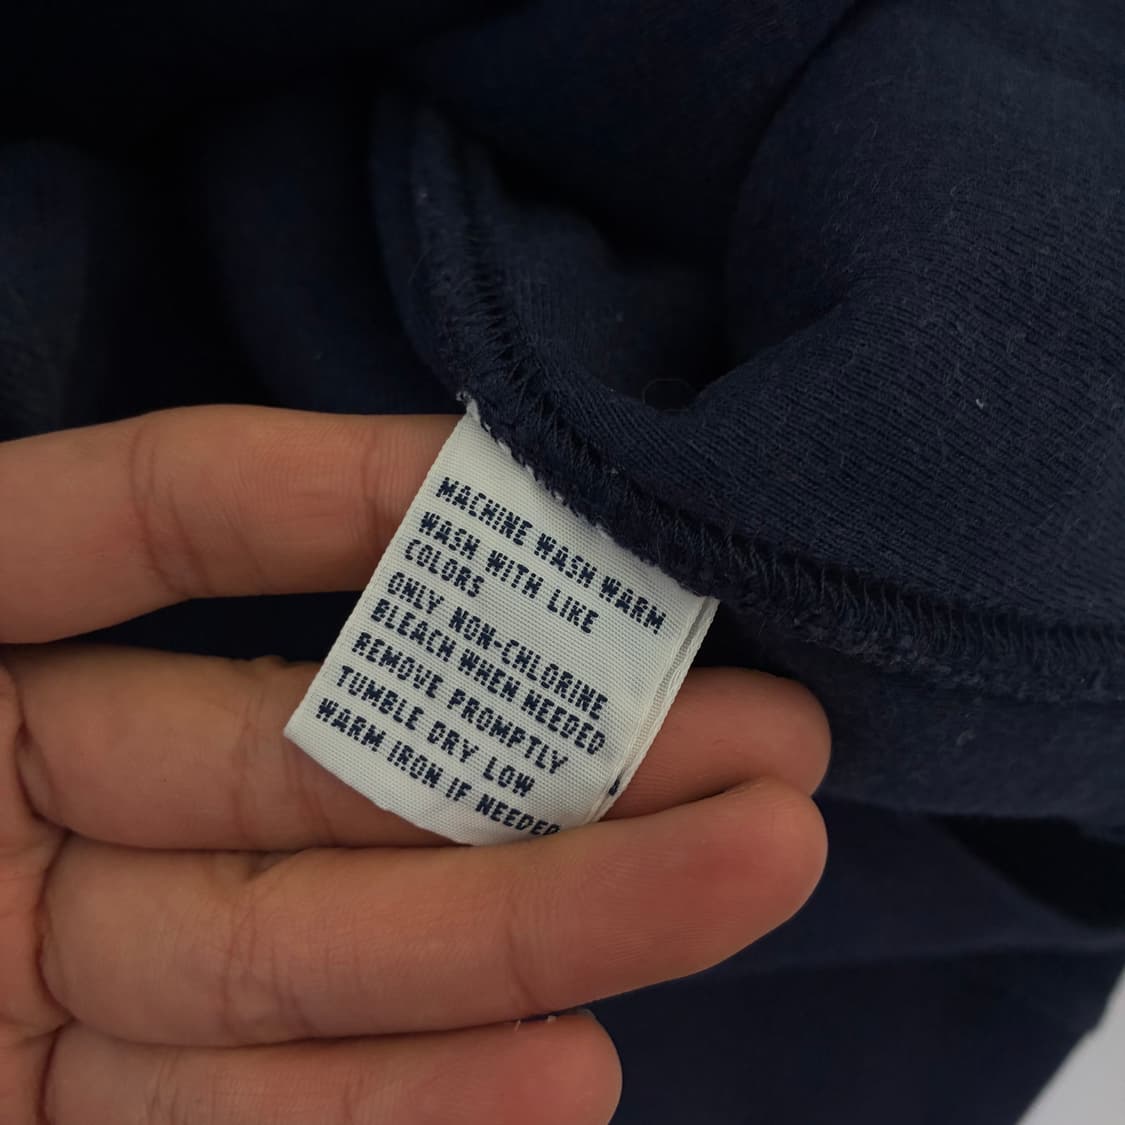 MACHINE WASH WARM
WASH WITH LIKE
COLORS
ONLY NON-CHLORINE
BLEACH WHEN NEEDED
REMOVE PROMPTLY
TUMBLE DRY LOW
WARM IRON IF NEEDED